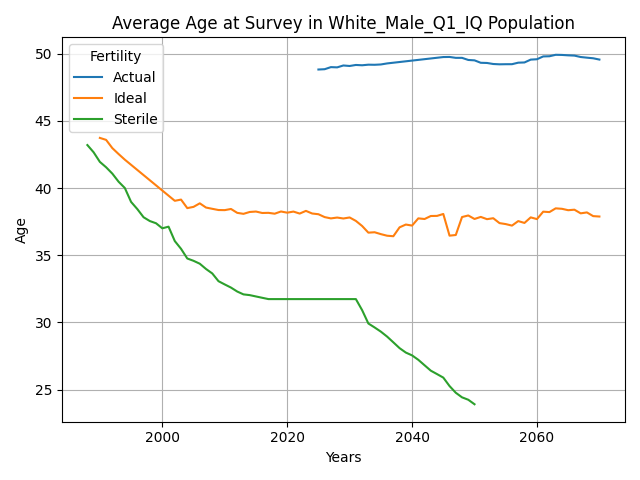 Average Age at Survey in White_Male_Q1_IQ Population
Fertility
Actual
Ideal
Sterile
Age
50
45
40
35
30
25
2000
2020
2040
2060
Years